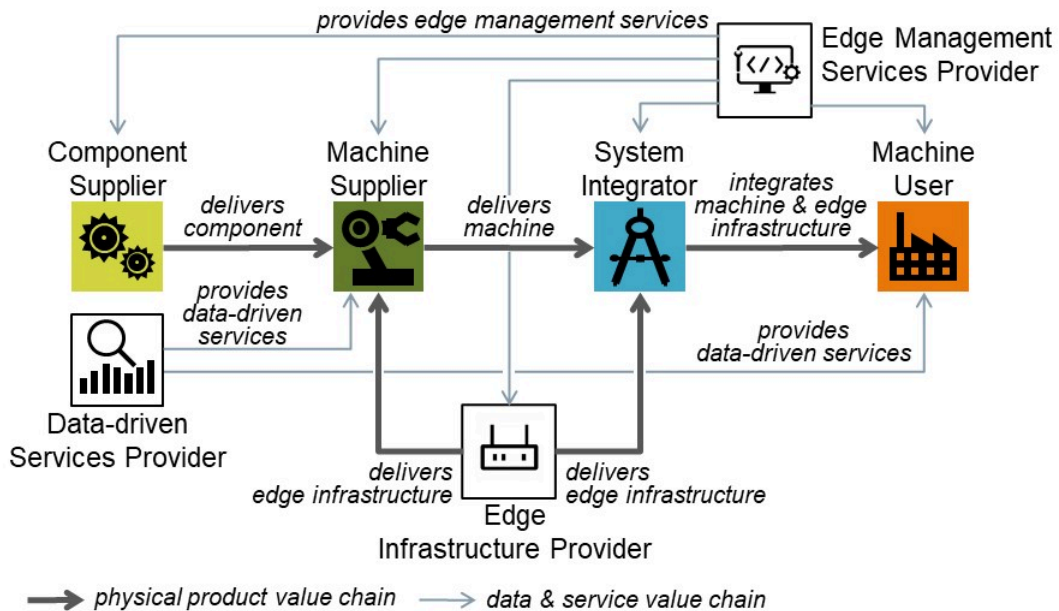 provides edge management services
Edge Management
Services Provider
</>
Component
Supplier
Machine
Supplier
System
Integrator
Machine
User
delivers
component
delivers
machine
integrates
machine & edge
infrastructure
provides
data-driven
services
provides
data-driven services
Data-driven
Services Provider
delivers
edge infrastructure
delivers
edge infrastructure
Edge
Infrastructure Provider
physical product value chain
data & service value chain